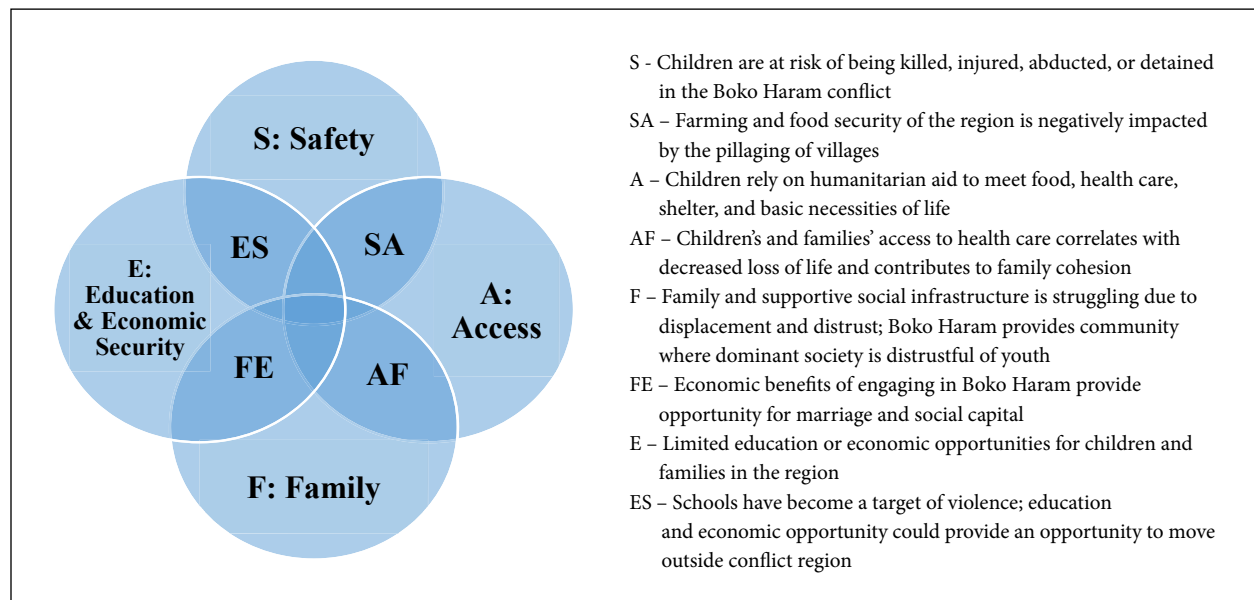 S: Safety
ES
SA
E:
Education
& Economic
Security
A:
Access
FE
AF
F: Family
S - Children are at risk of being killed, injured, abducted, or detained
in the Boko Haram conflict
SA – Farming and food security of the region is negatively impacted
by the pillaging of villages
A – Children rely on humanitarian aid to meet food, health care,
shelter, and basic necessities of life
AF – Children’s and families’ access to health care correlates with
decreased loss of life and contributes to family cohesion
F – Family and supportive social infrastructure is struggling due to
displacement and distrust; Boko Haram provides community
where dominant society is distrustful of youth
FE – Economic benefits of engaging in Boko Haram provide
opportunity for marriage and social capital
E – Limited education or economic opportunities for children and
families in the region
ES – Schools have become a target of violence; education
and economic opportunity could provide an opportunity to move
outside conflict region